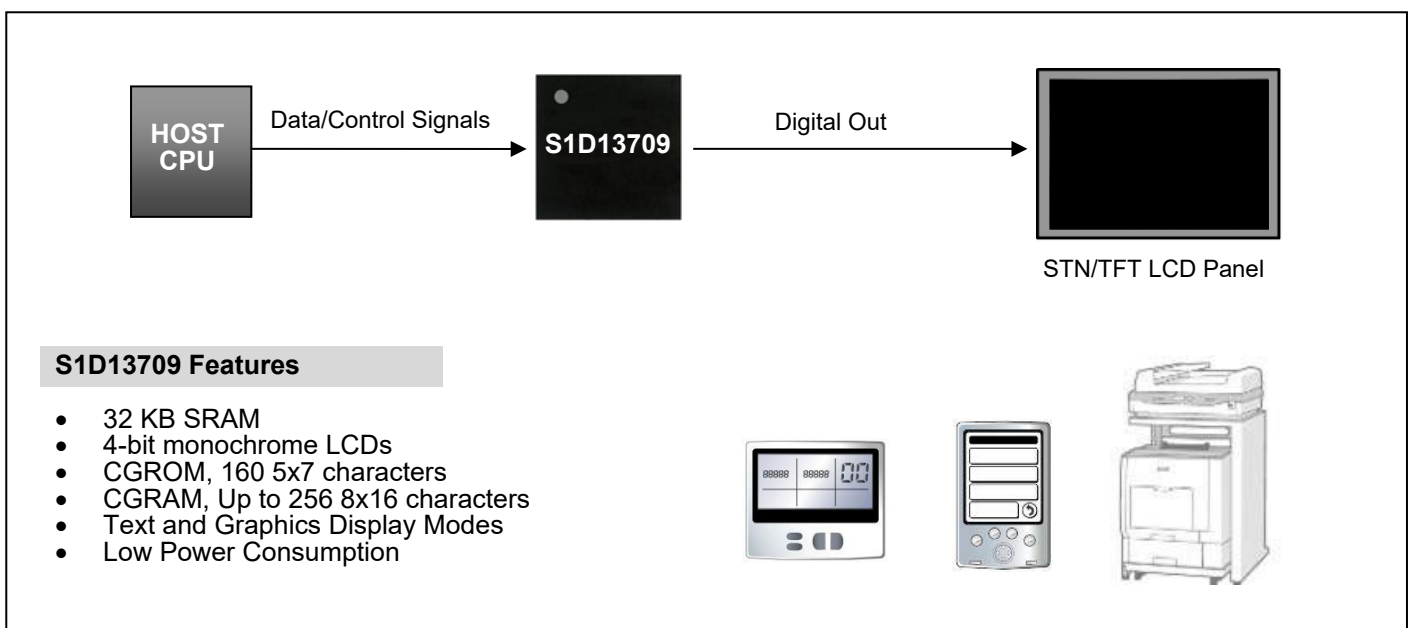 HOST
CPU
Data/Control Signals
S1D13709
Digital Out
STN/TFT LCD Panel
S1D13709 Features
• 32 KB SRAM
• 4-bit monochrome LCDs
• CGROM, 160 5x7 characters
• CGRAM, Up to 256 8x16 characters
• Text and Graphics Display Modes
• Low Power Consumption
88888 88888 00